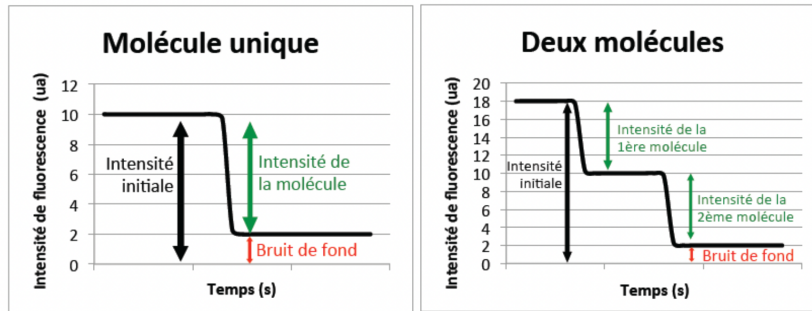 Molécule unique
Intensité de fluorescence (ua)
12
10
8
6
4
2
0
Intensité
initiale
Intensité de
la molécule
Bruit de fond
Temps (s)
Deux molécules
Intensité de fluorescence (ua)
20
18
16
14
12
10
8
6
4
2
0
Intensité
initiale
Intensité de la
1ère molécule
Intensité de la
2ème molécule
Bruit de fond
Temps (s)